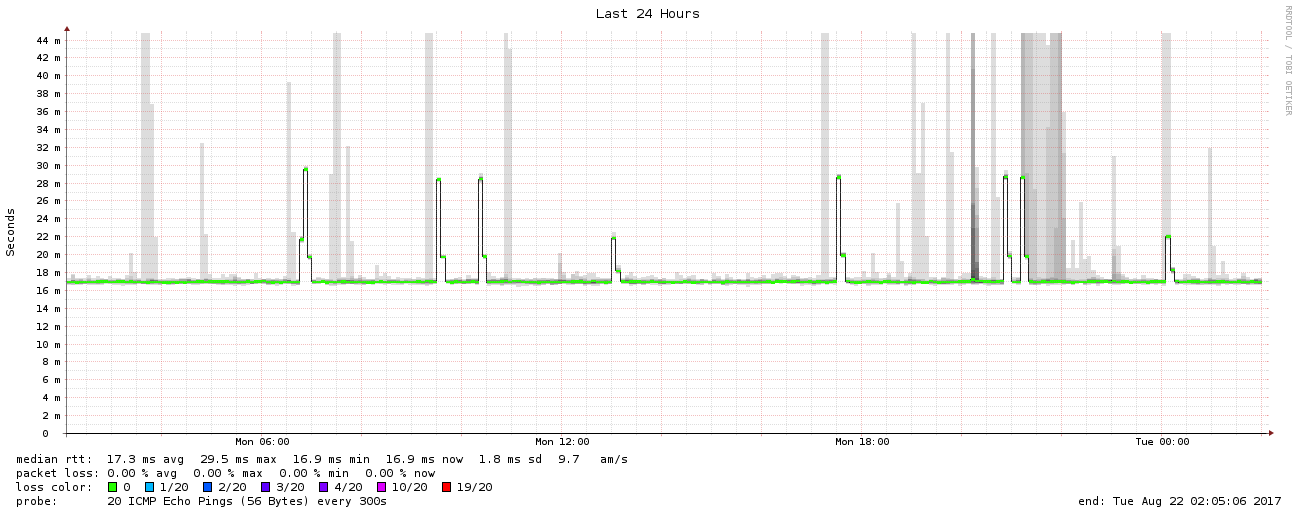 Last 24 Hours
RRDTOOL / TOBI OETIKER
Seconds
44 m
42 m
40 m
38 m
36 m
34 m
32 m
30 m
28 m
26 m
24 m
22 m
20 m
18 m
16 m
14 m
12 m
10 m
8 m
6 m
4 m
2 m
0
Mon 06:00 Mon 12:00 Mon 18:00 Tue 00:00
median rtt: 17.3 ms avg 29.5 ms max 16.9 ms min 16.9 ms now 1.8 ms sd 9.7 am/s
packet loss: 0.00 % avg 0.00 % max 0.00 % min 0.00 % now
loss color: 0 1/20 2/20 3/20 4/20 10/20 19/20
probe: 20 ICMP Echo Pings (56 Bytes) every 300s end: Tue Aug 22 02:05:06 2017